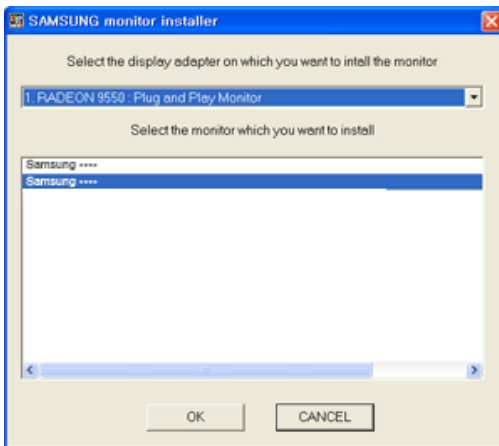 SAMSUNG monitor installer
Select the display adapter on which you want to intall the monitor
1. RADEON 9550 : Plug and Play Monitor
Select the monitor which you want to install
Samsung ----
Samsung ----
OK
CANCEL